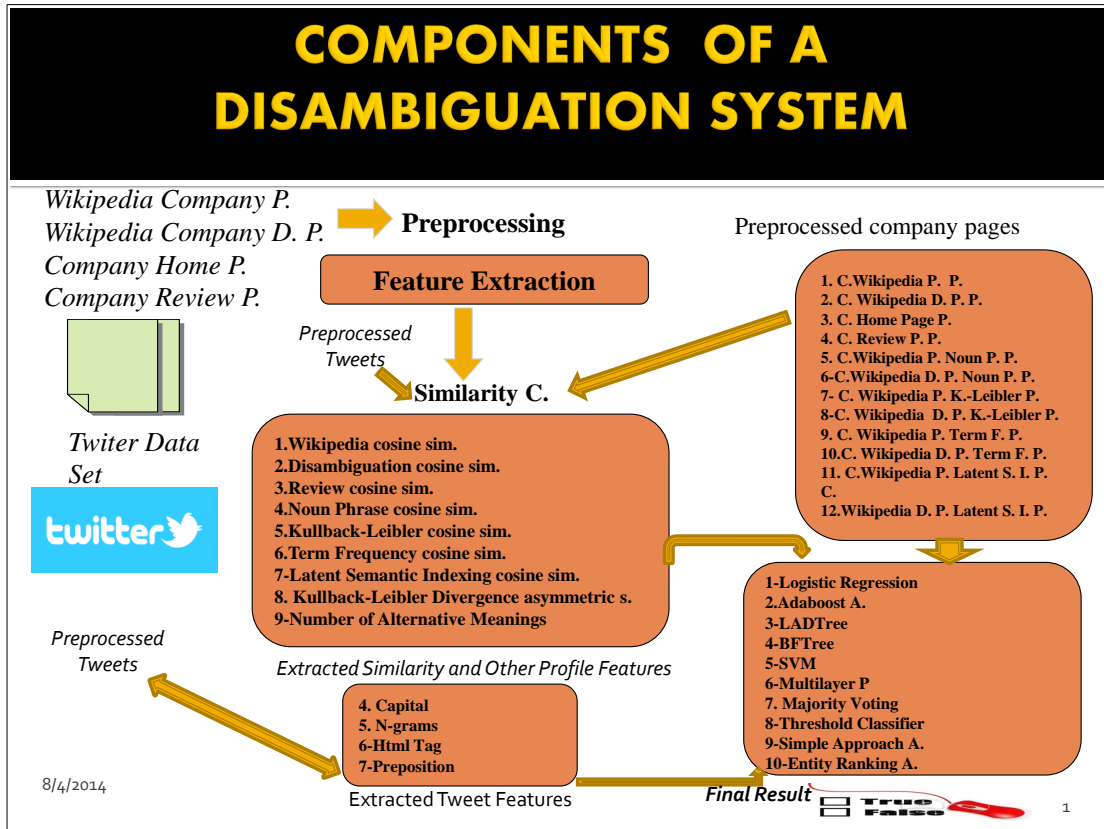 COMPONENTS OF A
DISAMBIGUATION SYSTEM
Wikipedia Company P.
Wikipedia Company D. P.
Company Home P.
Company Review P.
Preprocessing
Feature Extraction
Preprocessed
Tweets
Similarity C.
Preprocessed company pages
1. C.Wikipedia P. P.
2. C. Wikipedia D. P. P.
3. C. Home Page P.
4. C. Review P. P.
5. C.Wikipedia P. Noun P. P.
6-C.Wikipedia D. P. Noun P. P.
7- C. Wikipedia P. K.-Leibler P.
8-C. Wikipedia D. P. K.-Leibler P.
9. C. Wikipedia P. Term F. P.
10.C. Wikipedia D. P. Term F. P.
11. C.Wikipedia P. Latent S. I. P.
C.
12.Wikipedia D. P. Latent S. I. P.
Twiter Data
Set
twitter
1.Wikipedia cosine sim.
2.Disambiguation cosine sim.
3.Review cosine sim.
4.Noun Phrase cosine sim.
5.Kullback-Leibler cosine sim.
6.Term Frequency cosine sim.
7-Latent Semantic Indexing cosine sim.
8. Kullback-Leibler Divergence asymmetric s.
9-Number of Alternative Meanings
Extracted Similarity and Other Profile Features
1-Logistic Regression
2.Adaboost A.
3-LADTree
4-BFTree
5-SVM
6-Multilayer P
7. Majority Voting
8-Threshold Classifier
9-Simple Approach A.
10-Entity Ranking A.
Preprocessed
Tweets
4. Capital
5. N-grams
6-Html Tag
7-Preposition
Extracted Tweet Features
Final Result
True
False
8/4/2014
1